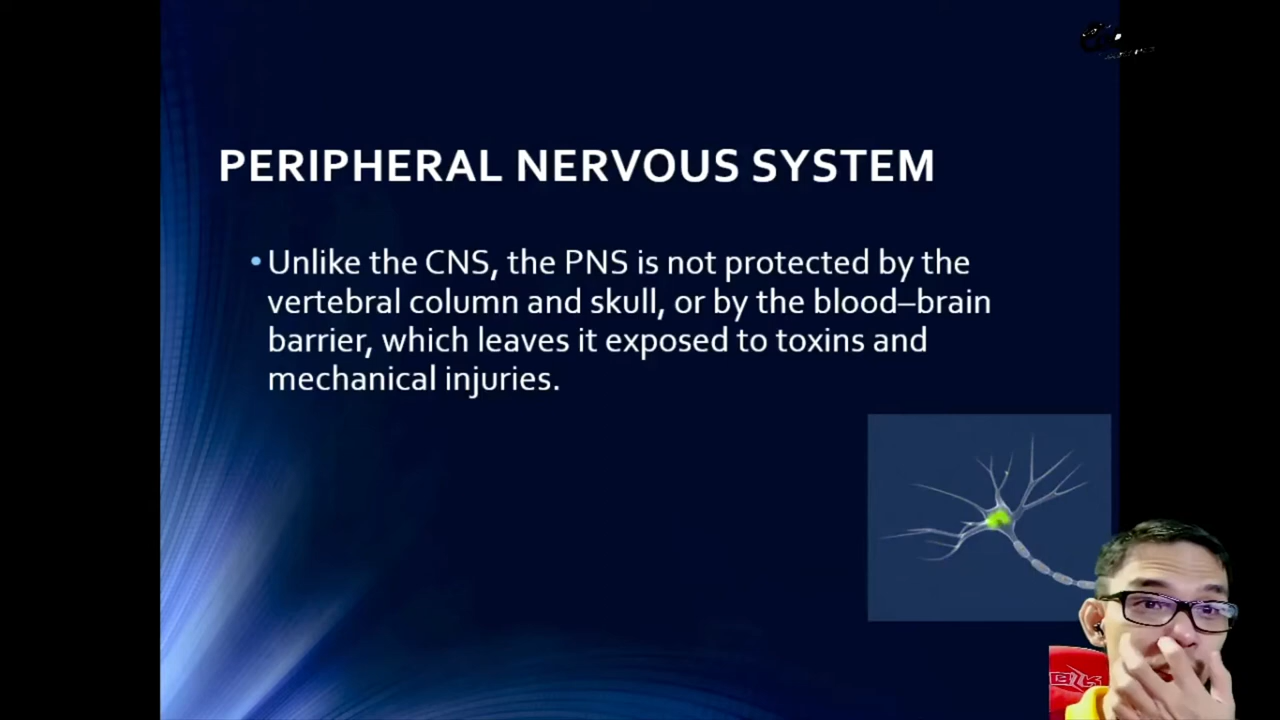 PERIPHERAL NERVOUS SYSTEM
•Unlike the CNS, the PNS is not protected by the
vertebral column and skull, or by the blood–brain
barrier, which leaves it exposed to toxins and
mechanical injuries.